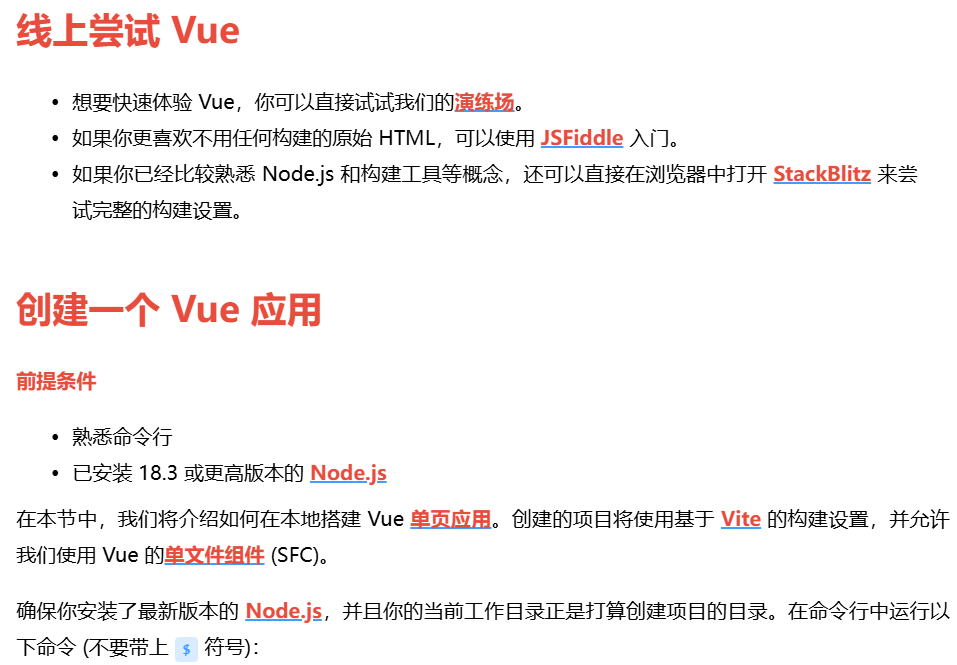 线上尝试 Vue
• 想要快速体验 Vue，你可以直接试试我们的演练场。
• 如果你更喜欢不用任何构建的原始 HTML，可以使用 JSFiddle 入门。
• 如果你已经比较熟悉 Node.js 和构建工具等概念，还可以直接在浏览器中打开 StackBlitz 来尝
试完整的构建设置。
创建一个 Vue 应用
前提条件
• 熟悉命令行
• 已安装 18.3 或更高版本的 Node.js
在本节中，我们将介绍如何在本地搭建 Vue 单页应用。创建的项目将使用基于 Vite 的构建设置，并允许
我们使用 Vue 的单文件组件 (SFC)。
确保你安装了最新版本的 Node.js，并且你的当前工作目录正是打算创建项目的目录。在命令行中运行以
下命令 (不要带上 $ 符号)：